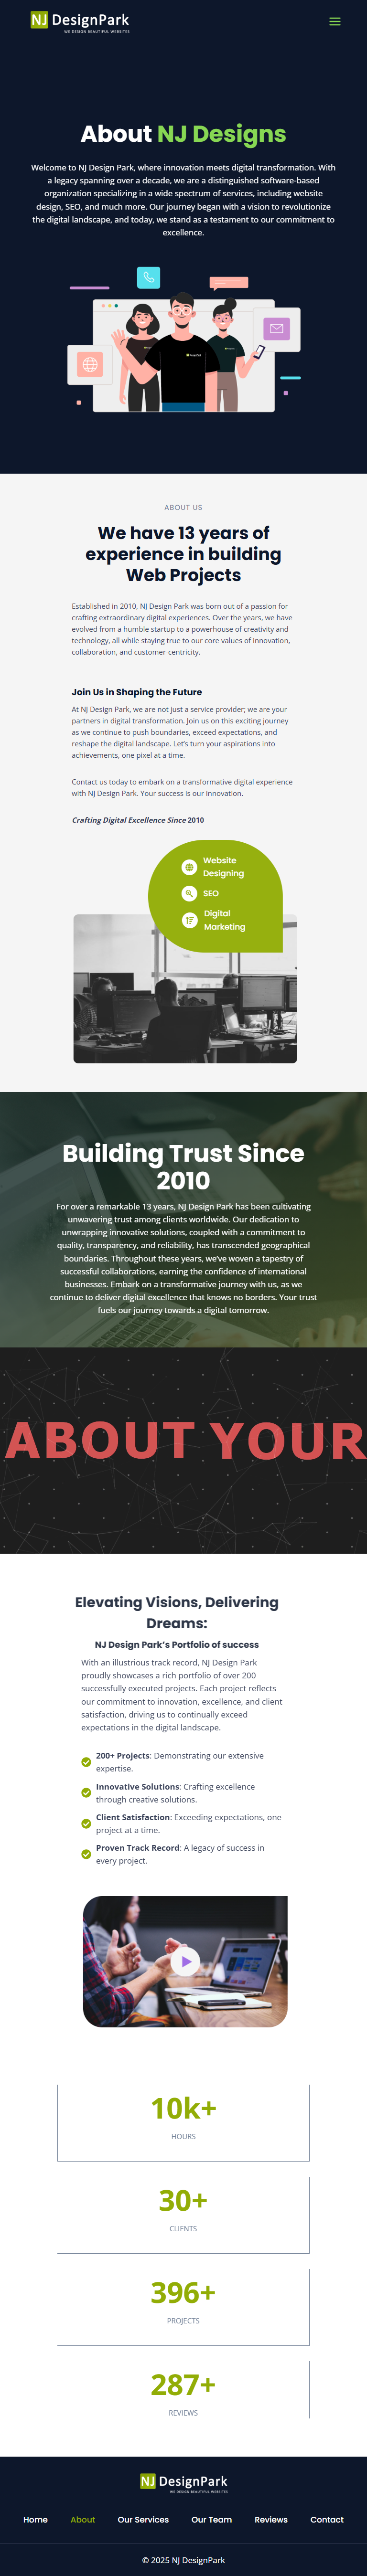 NJ DesignPark
WE DESIGN BEAUTIFUL WEBSITES
About NJ Designs
Welcome to NJ Design Park, where innovation meets digital transformation. With
a legacy spanning over a decade, we are a distinguished software-based
organization specializing in a wide spectrum of services, including website
design, SEO, and much more. Our journey began with a vision to revolutionize
the digital landscape, and today, we stand as a testament to our commitment to
excellence.
ABOUT US
We have 13 years of
experience in building
Web Projects
Established in 2010, NJ Design Park was born out of a passion for
crafting extraordinary digital experiences. Over the years, we have
evolved from a humble startup to a powerhouse of creativity and
technology, all while staying true to our core values of innovation,
collaboration, and customer-centricity.
Join Us in Shaping the Future
At NJ Design Park, we are not just a service provider; we are your
partners in digital transformation. Join us on this exciting journey
as we continue to push boundaries, exceed expectations, and
reshape the digital landscape. Let's turn your aspirations into
achievements, one pixel at a time.
Contact us today to embark on a transformative digital experience
with NJ Design Park. Your success is our innovation.
Crafting Digital Excellence Since 2010
Website
Designing
SEO
Digital
Marketing
Building Trust Since
2010
For over a remarkable 13 years, NJ Design Park has been cultivating
unwavering trust among clients worldwide. Our dedication to
unwrapping innovative solutions, coupled with a commitment to
quality, transparency, and reliability, has transcended geographical
boundaries. Throughout these years, we've woven a tapestry of
successful collaborations, earning the confidence of international
businesses. Embark on a transformative journey with us, as we
continue to deliver digital excellence that knows no borders. Your trust
fuels our journey towards a digital tomorrow.
ABOUT YOUR
Elevating Visions, Delivering
Dreams:
NJ Design Park's Portfolio of success
With an illustrious track record, NJ Design Park
proudly showcases a rich portfolio of over 200
successfully executed projects. Each project reflects
our commitment to innovation, excellence, and client
satisfaction, driving us to continually exceed
expectations in the digital landscape.
200+ Projects: Demonstrating our extensive
expertise.
Innovative Solutions: Crafting excellence
through creative solutions.
Client Satisfaction: Exceeding expectations, one
project at a time.
Proven Track Record: A legacy of success in
every project.
10k+
HOURS
30+
CLIENTS
396+
PROJECTS
287+
REVIEWS
NJ DesignPark
WE DESIGN BEAUTIFUL WEBSITES
Home About Our Services Our Team Reviews Contact
© 2025 NJ DesignPark